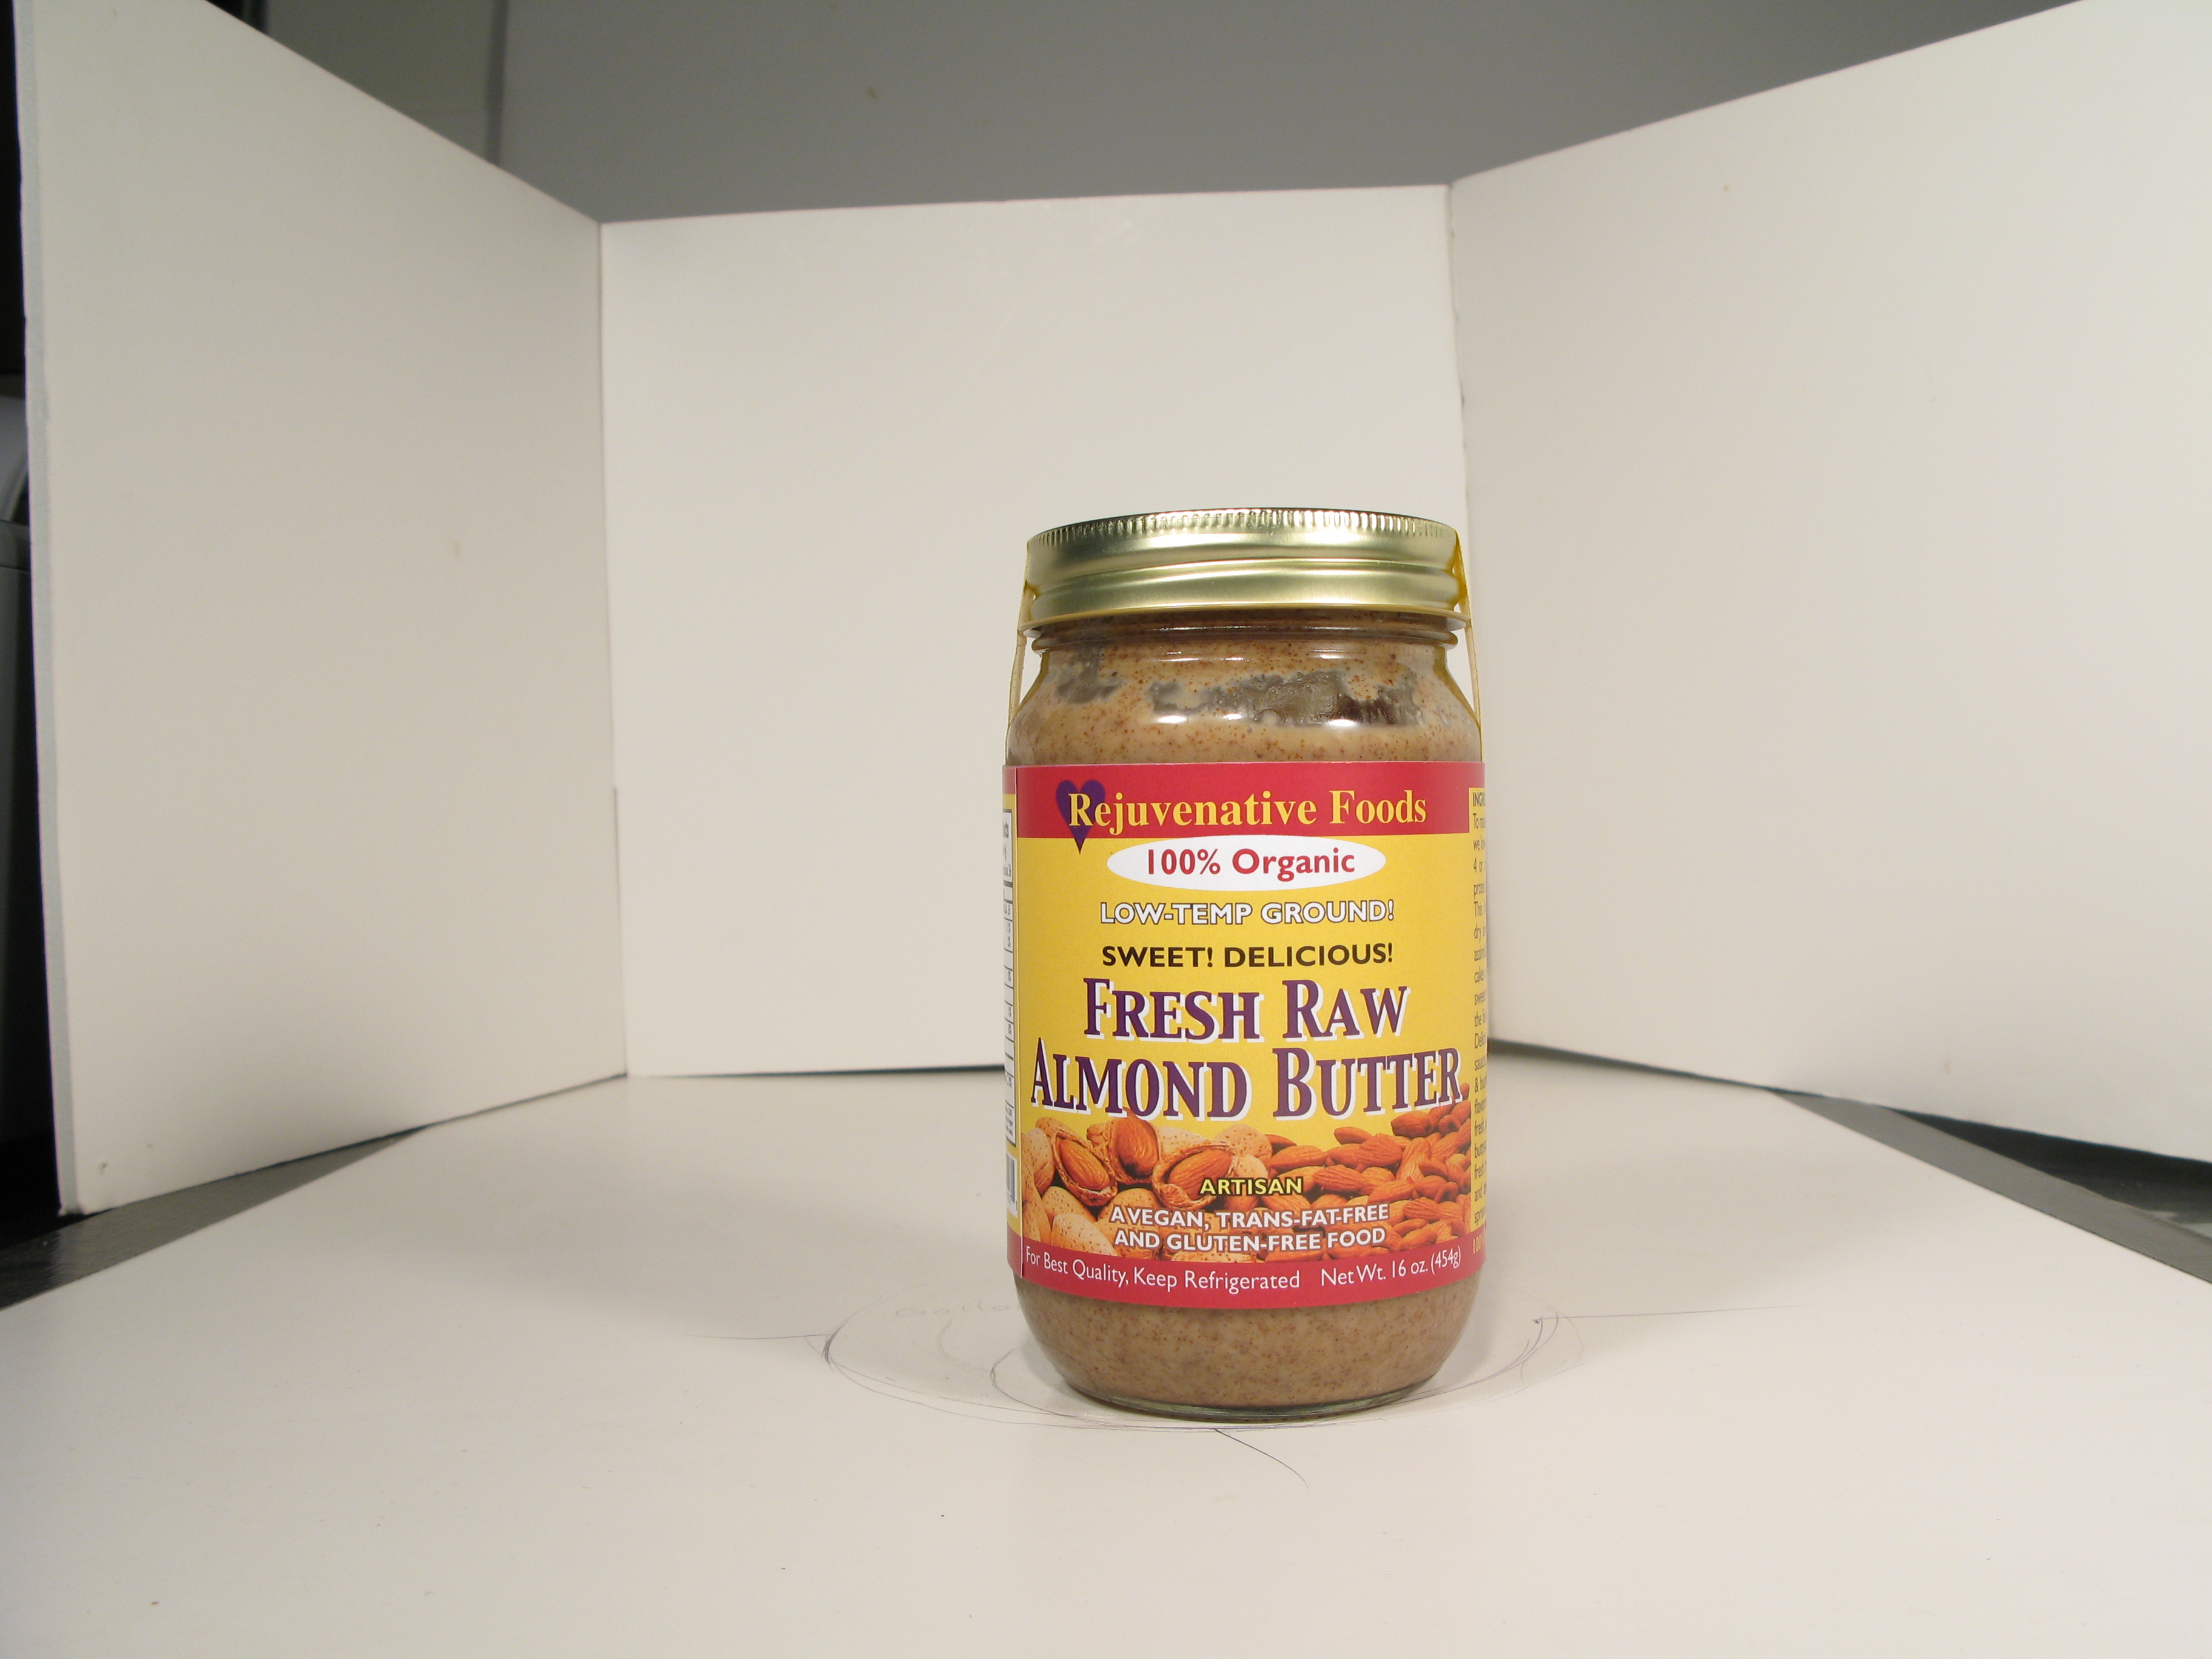 Rejuvenative Foods
100% Organic
LOW-TEMP GROUND!
SWEET! DELICIOUS!
FRESH RAW
ALMOND BUTTER
ARTISAN
A VEGAN, TRANS-FAT-FREE
AND GLUTEN-FREE FOOD
For Best Quality, Keep Refrigerated Net Wt. 16 oz. (454g)